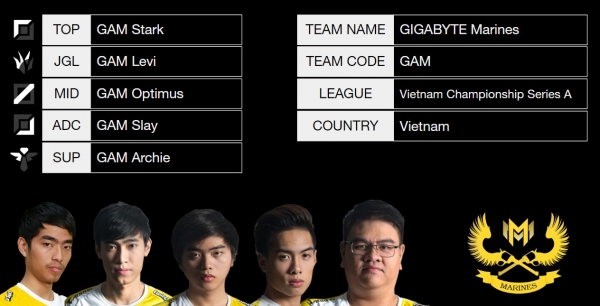 TOP GAM Stark
JGL GAM Levi
MID GAM Optimus
ADC GAM Slay
SUP GAM Archie
TEAM NAME GIGABYTE Marines
TEAM CODE GAM
LEAGUE Vietnam Championship Series A
COUNTRY Vietnam
MARINES